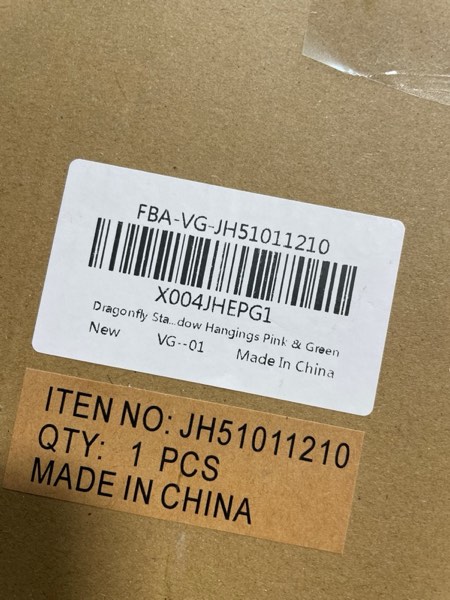 FBA-VG-JH51011210
X004JHEPG1
Dragonfly Sta...dow Hangings Pink & Green
New VG--01 Made In China
ITEN NO: JH51011210
QTY: 1 PCS
MADE IN CHINA